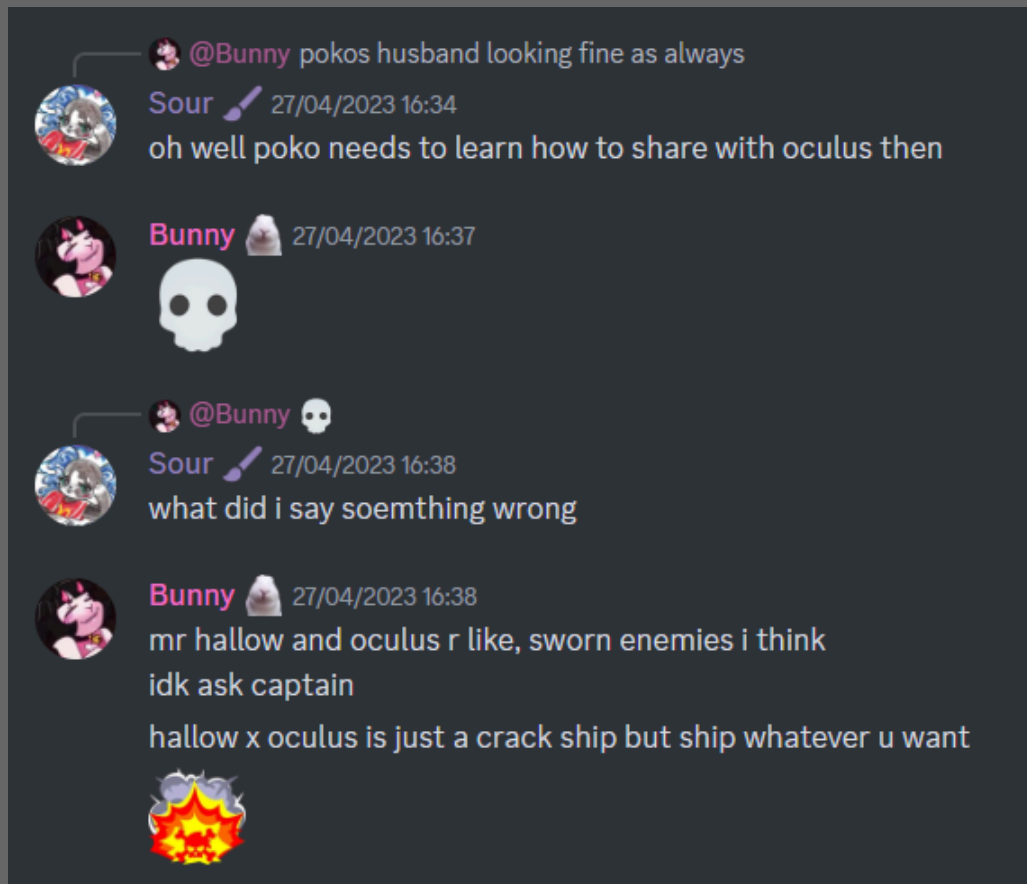 @Bunny pokos husband looking fine as always
Sour 27/04/2023 16:34
oh well poko needs to learn how to share with oculus then
Bunny 27/04/2023 16:37
@Bunny
Sour 27/04/2023 16:38
what did i say soemthing wrong
Bunny 27/04/2023 16:38
mr hallow and oculus r like, sworn enemies i think
idk ask captain
hallow x oculus is just a crack ship but ship whatever u want